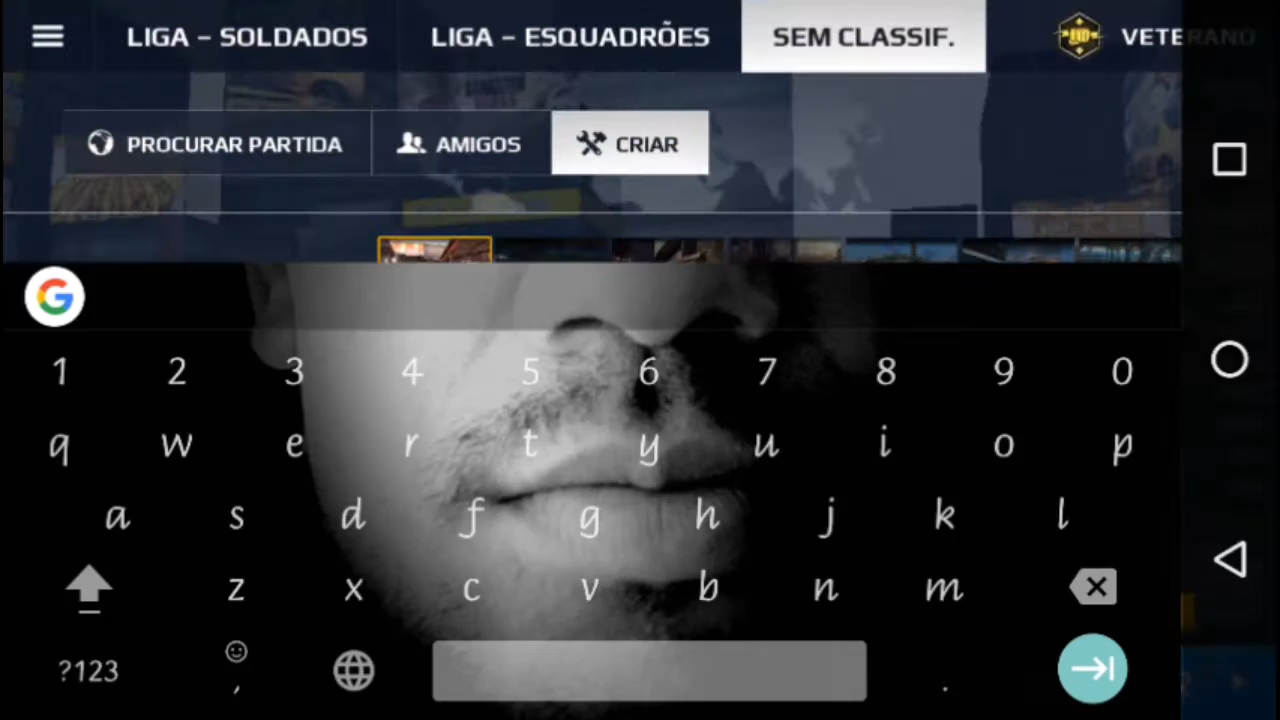 LIGA – SOLDADOS LIGA – ESQUADRÕES SEM CLASSIF. VETERANO
PROCURAR PARTIDA AMIGOS CRIAR
G
1 2 3 4 5 6 7 8 9 0
q w e r t y u i o p
a s d f g h j k l
z x c v b n m
?123 , .